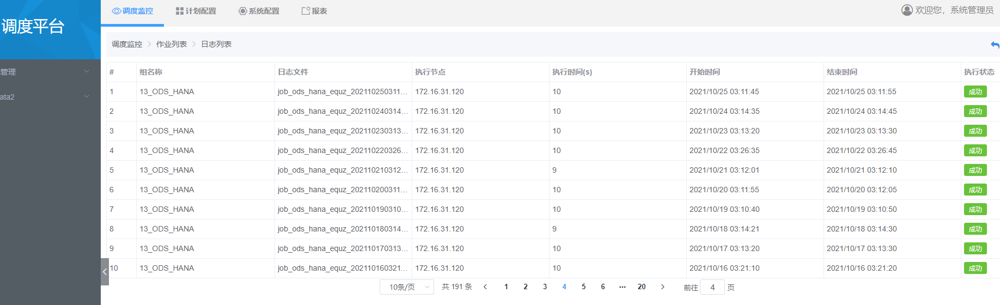 调度监控 计划配置 系统配置 报表 欢迎您，系统管理员
调度平台
调度监控 作业列表 日志列表
管理
ata2
# 组名称 日志文件 执行节点 执行时间(s) 开始时间 结束时间 执行状态
1 13_ODS_HANA job_ods_hana_equz_202110250311... 172.16.31.120 10 2021/10/25 03:11:45 2021/10/25 03:11:55 成功
2 13_ODS_HANA job_ods_hana_equz_202110240314... 172.16.31.120 10 2021/10/24 03:14:35 2021/10/24 03:14:45 成功
3 13_ODS_HANA job_ods_hana_equz_202110230313... 172.16.31.120 10 2021/10/23 03:13:20 2021/10/23 03:13:30 成功
4 13_ODS_HANA job_ods_hana_equz_202110220326... 172.16.31.120 10 2021/10/22 03:26:35 2021/10/22 03:26:45 成功
5 13_ODS_HANA job_ods_hana_equz_202110210312... 172.16.31.120 9 2021/10/21 03:12:01 2021/10/21 03:12:10 成功
6 13_ODS_HANA job_ods_hana_equz_202110200311... 172.16.31.120 10 2021/10/20 03:11:55 2021/10/20 03:12:05 成功
7 13_ODS_HANA job_ods_hana_equz_202110190310... 172.16.31.120 10 2021/10/19 03:10:40 2021/10/19 03:10:50 成功
8 13_ODS_HANA job_ods_hana_equz_202110180314... 172.16.31.120 9 2021/10/18 03:14:21 2021/10/18 03:14:30 成功
9 13_ODS_HANA job_ods_hana_equz_202110170313... 172.16.31.120 10 2021/10/17 03:13:20 2021/10/17 03:13:30 成功
10 13_ODS_HANA job_ods_hana_equz_202110160321... 172.16.31.120 10 2021/10/16 03:21:10 2021/10/16 03:21:20 成功
10条/页 共 191 条 1 2 3 4 5 6 ··· 20 前往 4 页